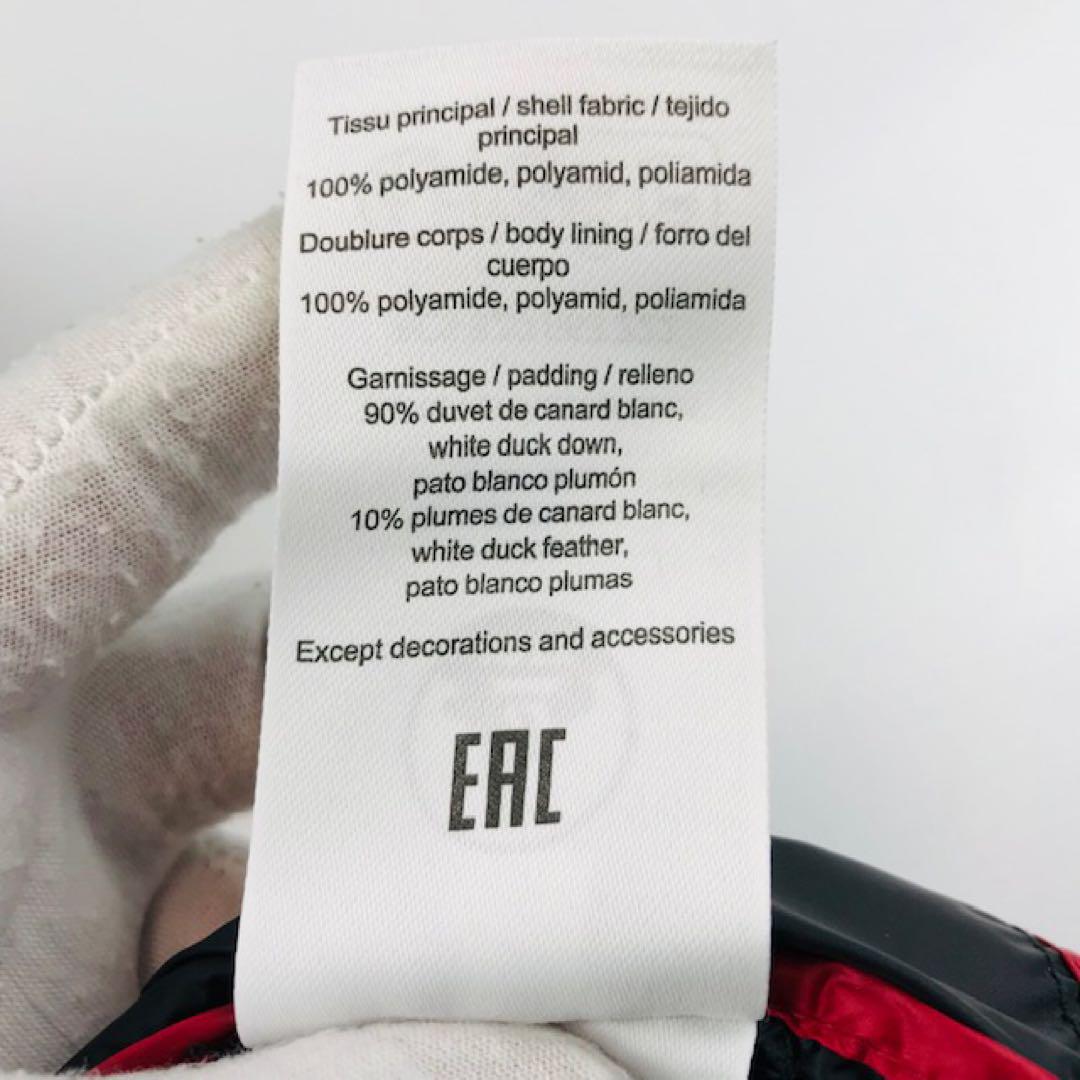 Tissu principal / shell fabric / tejido
principal
100% polyamide, polyamid, poliamida
Doublure corps / body lining / forro del
cuerpo
100% polyamide, polyamid, poliamida
Garnissage / padding / relleno
90% duvet de canard blanc,
white duck down,
pato blanco plumón
10% plumes de canard blanc,
white duck feather,
pato blanco plumas
Except decorations and accessories
EAC